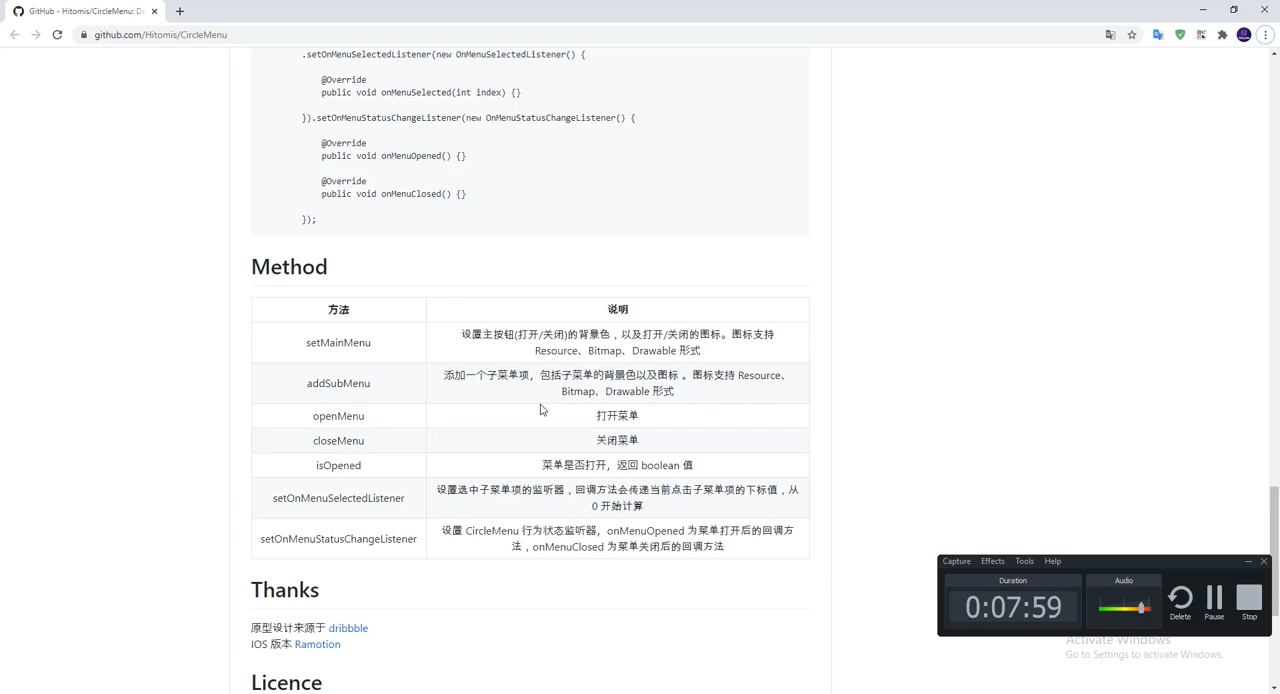 GitHub - Hitomis/CircleMenu: De
github.com/Hitomis/CircleMenu
.setOnMenuSelectedListener(new OnMenuSelectedListener() {
@Override
public void onMenuSelected(int index) {}
}).setOnMenuStatusChangeListener(new OnMenuStatusChangeListener() {
@Override
public void onMenuOpened() {}
@Override
public void onMenuClosed() {}
});
Method
方法 说明
setMainMenu 设置主按钮(打开/关闭)的背景色，以及打开/关闭的图标。图标支持
Resource、Bitmap、Drawable 形式
addSubMenu 添加一个子菜单项，包括子菜单的背景色以及图标 。图标支持 Resource、
Bitmap、Drawable 形式
openMenu 打开菜单
closeMenu 关闭菜单
isOpened 菜单是否打开，返回 boolean 值
setOnMenuSelectedListener 设置选中子菜单项的监听器，回调方法会传递当前点击子菜单项的下标值，从
0 开始计算
setOnMenuStatusChangeListener 设置 CircleMenu 行为状态监听器，onMenuOpened 为菜单打开后的回调方
法，onMenuClosed 为菜单关闭后的回调方法
Thanks
原型设计来源于 dribbble
IOS 版本 Ramotion
Licence
Capture Effects Tools Help
Duration Audio
0:07:59
Delete Pause Stop
Activate Windows
Go to Settings to activate Windows.